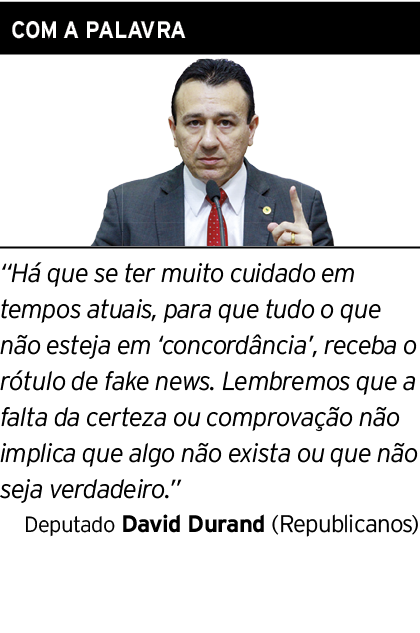 COM A PALAVRA
“Há que se ter muito cuidado em
tempos atuais, para que tudo o que
não esteja em ‘concordância’, receba o
rótulo de fake news. Lembremos que a
falta da certeza ou comprovação não
implica que algo não exista ou que não
seja verdadeiro.”
Deputado David Durand (Republicanos)